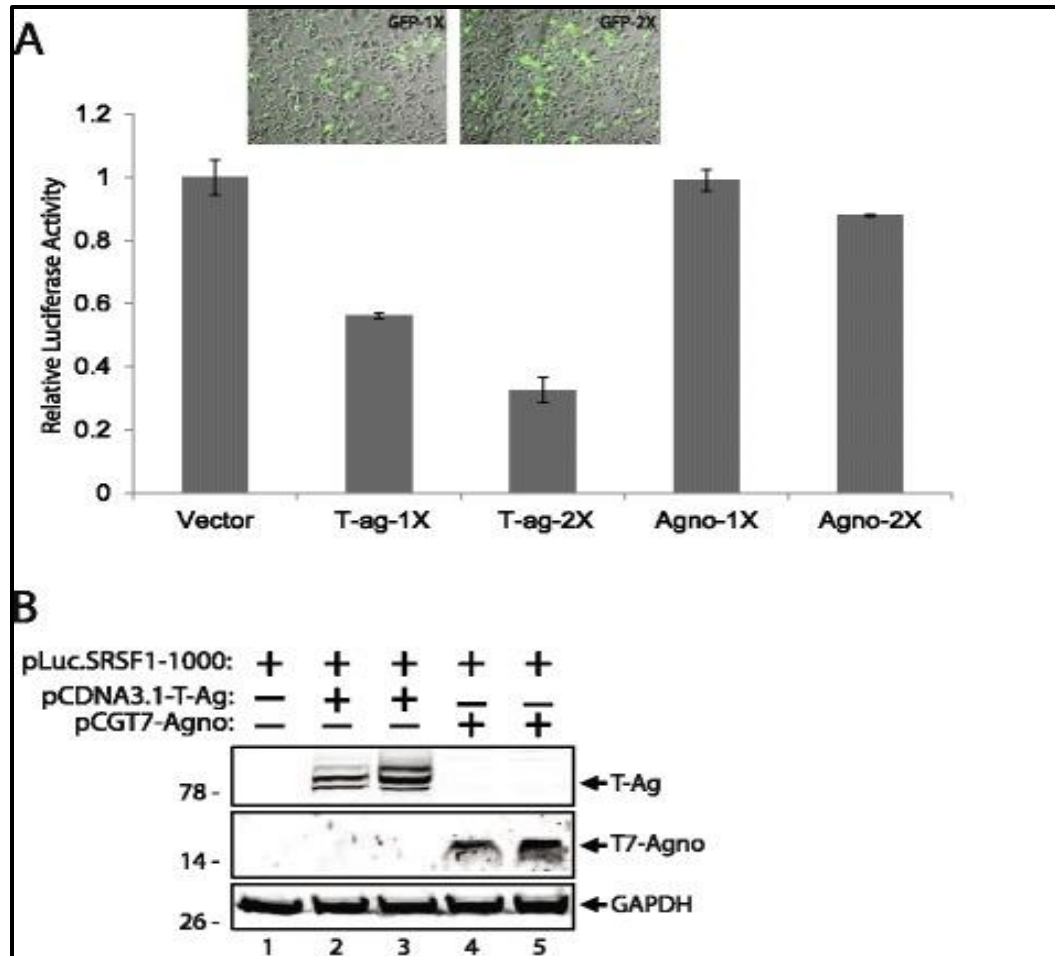 A
GFP-1X GFP-2X
Relative Luciferase Activity
1.2
1
0.8
0.6
0.4
0.2
0
Vector T-ag-1X T-ag-2X Agno-1X Agno-2X
B
pLuc.SRSF1-1000: + + + + +
pCDNA3.1-T-Ag: − + + − −
pCGT7-Agno: − − − + +
78 - T-Ag
14 - T7-Agno
26 - GAPDH
1 2 3 4 5